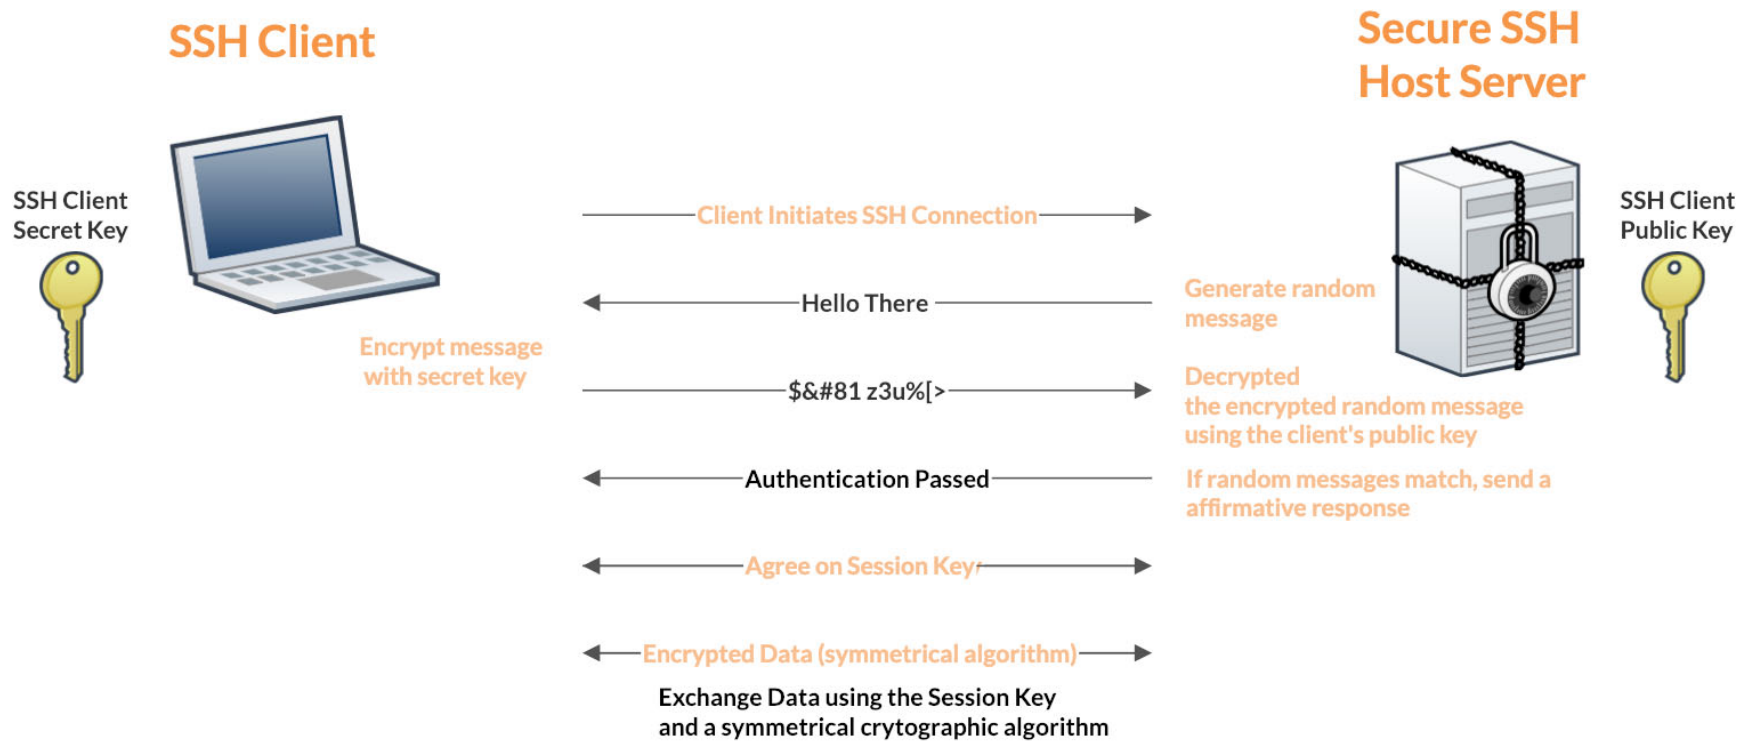 SSH Client
Secure SSH
Host Server
SSH Client
Secret Key
SSH Client
Public Key
Client Initiates SSH Connection
Hello There
Generate random
message
Encrypt message
with secret key
$&#81 z3u%[>
Decrypted
the encrypted random message
using the client's public key
Authentication Passed
If random messages match, send a
affirmative response
Agree on Session Key
Encrypted Data (symmetrical algorithm)
Exchange Data using the Session Key
and a symmetrical crytographic algorithm